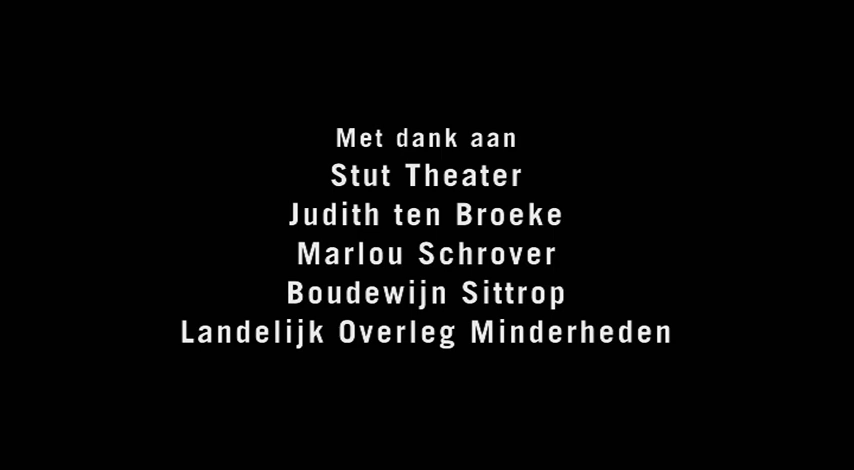 Met dank aan
Stut Theater
Judith ten Broeke
Marlou Schrover
Boudewijn Sittrop
Landelijk Overleg Minderheden